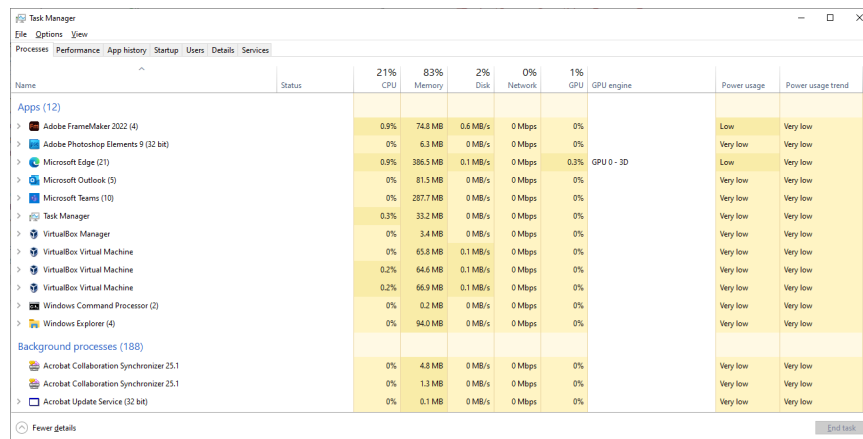 Task Manager
File Options View
Processes Performance App history Startup Users Details Services
21% 83% 2% 0% 1%
Name Status CPU Memory Disk Network GPU GPU engine Power usage Power usage trend
Apps (12)
Adobe FrameMaker 2022 (4) 0.9% 74.8 MB 0.6 MB/s 0 Mbps 0% Low Very low
Adobe Photoshop Elements 9 (32 bit) 0% 6.3 MB 0 MB/s 0 Mbps 0% Very low Very low
Microsoft Edge (21) 0.9% 386.5 MB 0.1 MB/s 0 Mbps 0.3% GPU 0 - 3D Low Very low
Microsoft Outlook (5) 0% 81.5 MB 0 MB/s 0 Mbps 0% Very low Very low
Microsoft Teams (10) 0% 287.7 MB 0 MB/s 0 Mbps 0% Very low Very low
Task Manager 0.3% 33.2 MB 0 MB/s 0 Mbps 0% Very low Very low
VirtualBox Manager 0% 3.4 MB 0 MB/s 0 Mbps 0% Very low Very low
VirtualBox Virtual Machine 0% 65.8 MB 0.1 MB/s 0 Mbps 0% Very low Very low
VirtualBox Virtual Machine 0.2% 64.6 MB 0.1 MB/s 0 Mbps 0% Very low Very low
VirtualBox Virtual Machine 0.2% 66.9 MB 0.1 MB/s 0 Mbps 0% Very low Very low
Windows Command Processor (2) 0% 0.2 MB 0 MB/s 0 Mbps 0% Very low Very low
Windows Explorer (4) 0% 94.0 MB 0 MB/s 0 Mbps 0% Very low Very low
Background processes (188)
Acrobat Collaboration Synchronizer 25.1 0% 4.8 MB 0 MB/s 0 Mbps 0% Very low Very low
Acrobat Collaboration Synchronizer 25.1 0% 1.3 MB 0 MB/s 0 Mbps 0% Very low Very low
Acrobat Update Service (32 bit) 0% 0.1 MB 0 MB/s 0 Mbps 0% Very low Very low
Fewer details End task